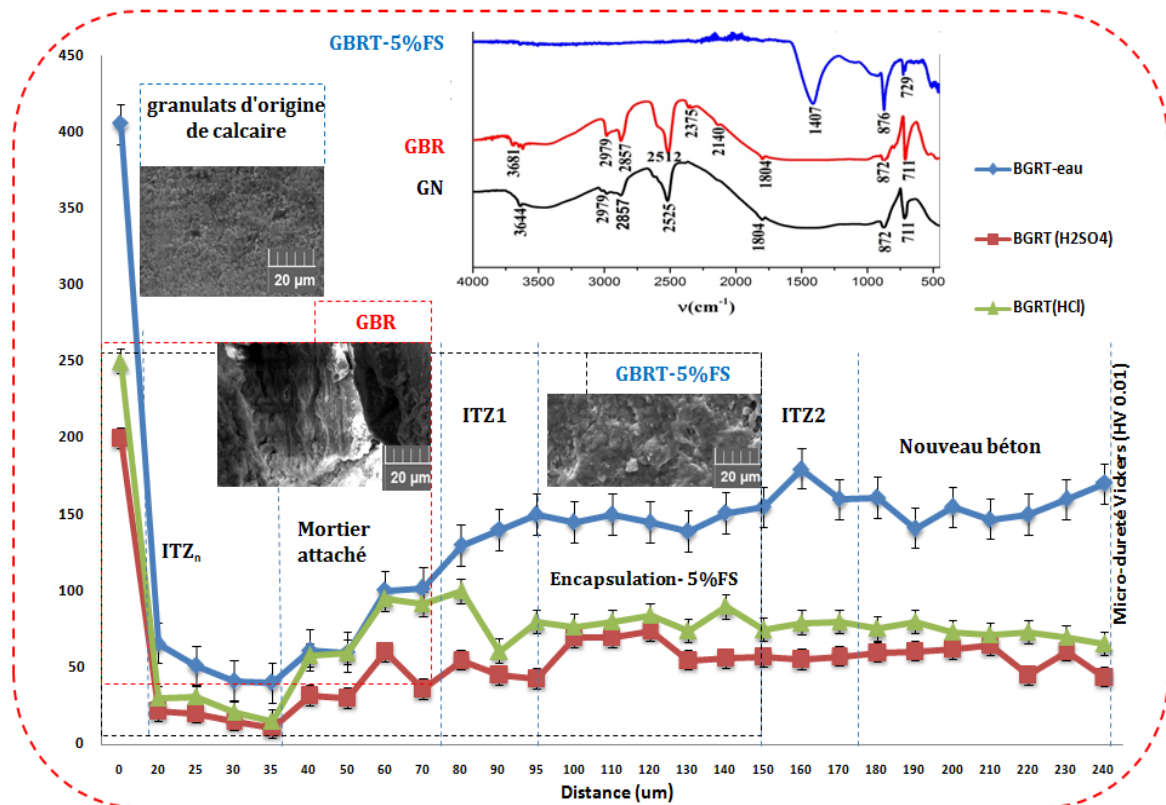 GBRT-5%FS
GBR
GN
3681
2979
2857
2512
2375
2140
1804
1407
876
729
872
711
3644
2979
2857
2525
1804
872
711
4000 3500 3000 2500 2000 1500 1000 500
ν(cm⁻¹)
granulats d'origine
de calcaire
20 µm
GBR
20 µm
GBRT-5%FS
20 µm
BGRT-eau
BGRT (H2SO4)
BGRT(HCl)
ITZₙ
Mortier
attaché
ITZ1
Encapsulation- 5%FS
ITZ2
Nouveau béton
Micro-dureté Vickers (HV 0.01)
450
400
350
300
250
200
150
100
50
0
0 20 25 30 35 40 50 60 70 80 90 95 100 110 120 130 140 150 160 170 180 190 200 210 220 230 240
Distance (um)